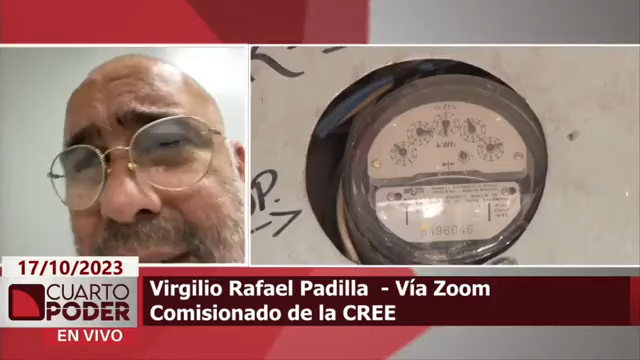 kWh
17/10/2023
CUARTO
PODER
EN VIVO
Virgilio Rafael Padilla - Vía Zoom
Comisionado de la CREE